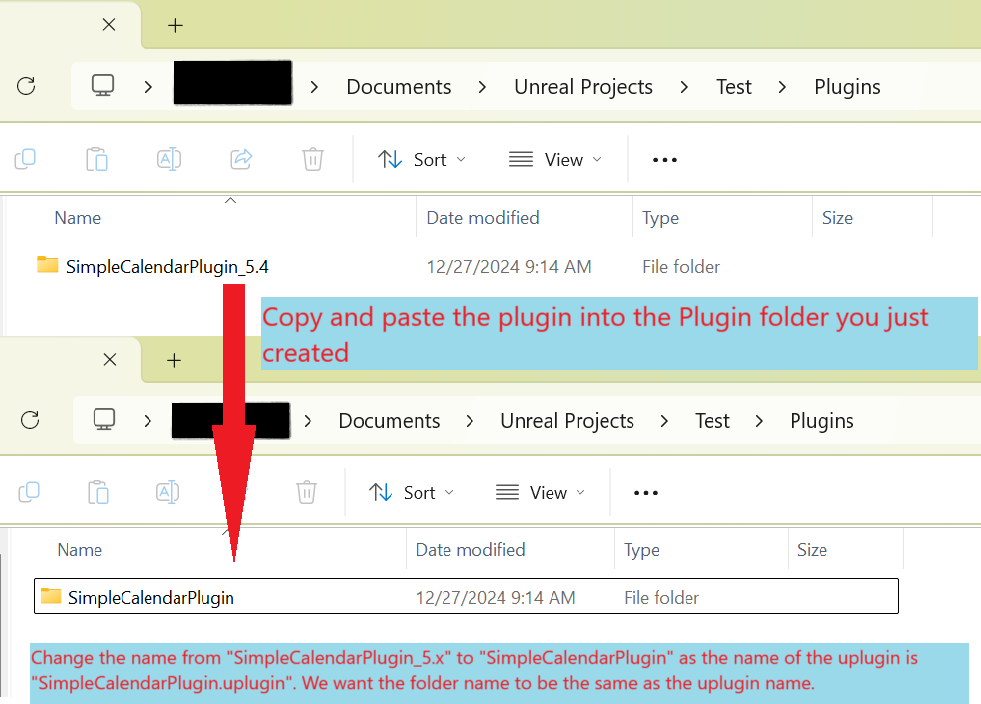 Documents > Unreal Projects > Test > Plugins
Sort View
Name Date modified Type Size
SimpleCalendarPlugin_5.4 12/27/2024 9:14 AM File folder
Copy and paste the plugin into the Plugin folder you just
created
Documents > Unreal Projects > Test > Plugins
Sort View
Name Date modified Type Size
SimpleCalendarPlugin 12/27/2024 9:14 AM File folder
Change the name from "SimpleCalendarPlugin_5.x" to "SimpleCalendarPlugin" as the name of the uplugin is
"SimpleCalendarPlugin.uplugin". We want the folder name to be the same as the uplugin name.